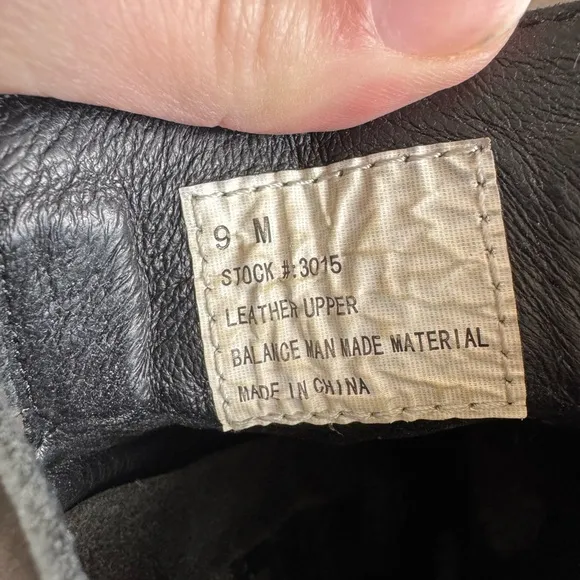 9 M
STOCK #:3015
LEATHER UPPER
BALANCE MAN MADE MATERIAL
MADE IN CHINA